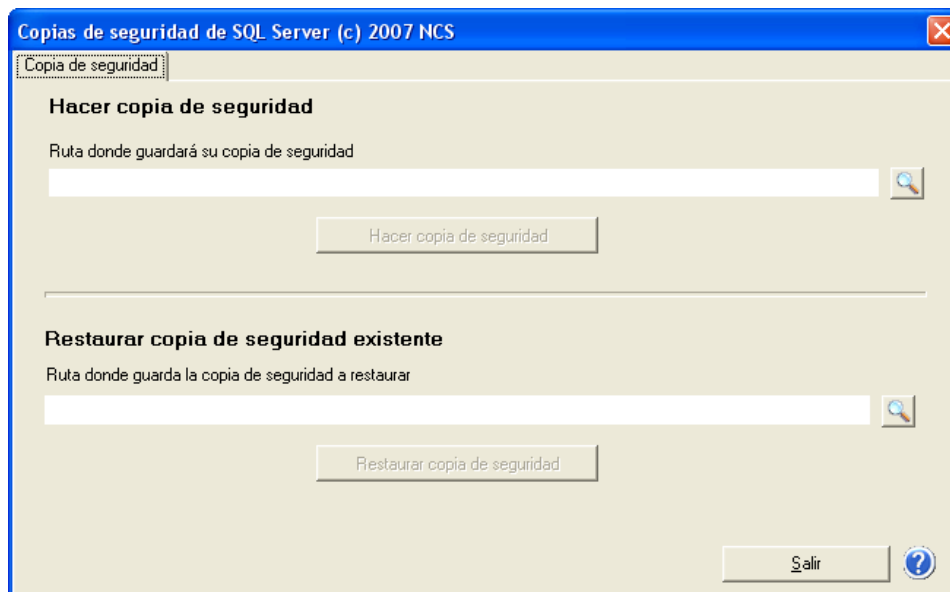 Copias de seguridad de SQL Server (c) 2007 NCS
Copia de seguridad
Hacer copia de seguridad
Ruta donde guardará su copia de seguridad
Hacer copia de seguridad
Restaurar copia de seguridad existente
Ruta donde guarda la copia de seguridad a restaurar
Restaurar copia de seguridad
Salir
?